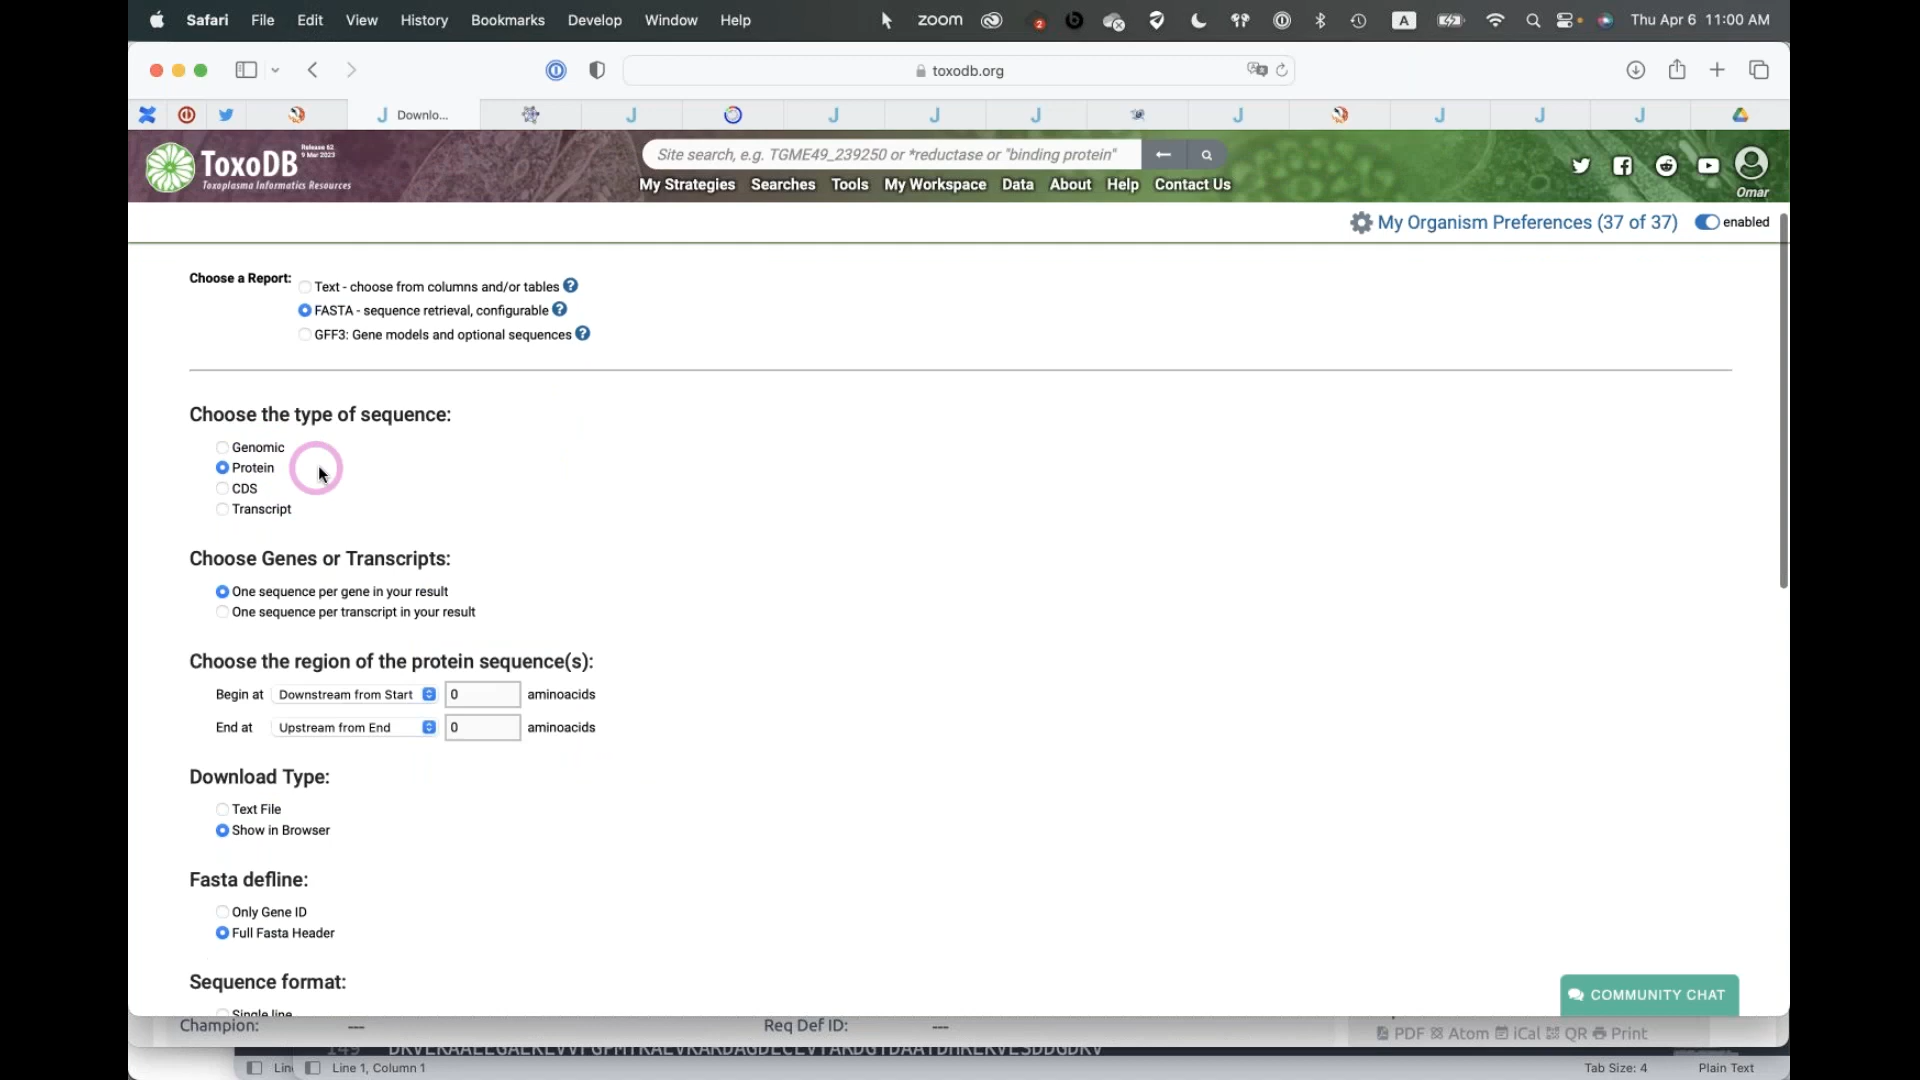 Safari File Edit View History Bookmarks Develop Window Help zoom 2 A Thu Apr 6 11:00 AM
toxodb.org
Downlo...
ToxoDB Release 62 9 Mar 2023
Toxoplasma Informatics Resources
Site search, e.g. TGME49_239250 or *reductase or "binding protein"
My Strategies Searches Tools My Workspace Data About Help Contact Us
Omar
My Organism Preferences (37 of 37) enabled
Choose a Report:
Text - choose from columns and/or tables ?
FASTA - sequence retrieval, configurable ?
GFF3: Gene models and optional sequences ?
Choose the type of sequence:
Genomic
Protein
CDS
Transcript
Choose Genes or Transcripts:
One sequence per gene in your result
One sequence per transcript in your result
Choose the region of the protein sequence(s):
Begin at Downstream from Start 0 aminoacids
End at Upstream from End 0 aminoacids
Download Type:
Text File
Show in Browser
Fasta defline:
Only Gene ID
Full Fasta Header
Sequence format:
Single line
COMMUNITY CHAT
Champion: --- Req Def ID: ---
PDF Atom iCal QR Print
Line 1, Column 1 Tab Size: 4 Plain Text